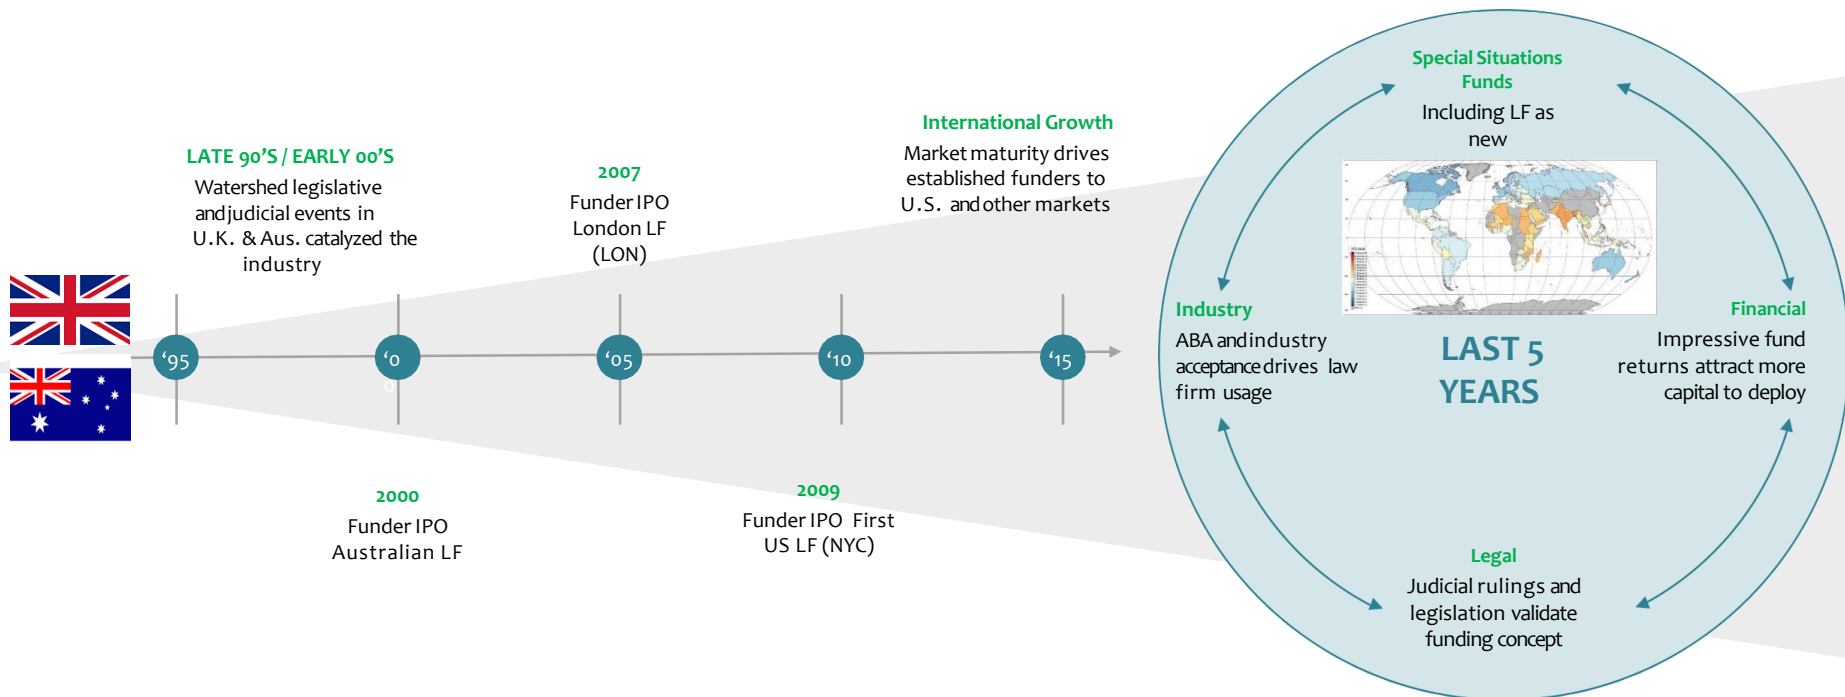 LATE 90'S / EARLY 00'S
Watershed legislative
and judicial events in
U.K. & Aus. catalyzed the
industry
2007
Funder IPO
London LF
(LON)
International Growth
Market maturity drives
established funders to
U.S. and other markets
'95
'0
0
'05
'10
'15
2000
Funder IPO
Australian LF
2009
Funder IPO First
US LF (NYC)
Special Situations
Funds
Including LF as
new
Industry
ABA and industry
acceptance drives law
firm usage
LAST 5
YEARS
Financial
Impressive fund
returns attract more
capital to deploy
Legal
Judicial rulings and
legislation validate
funding concept